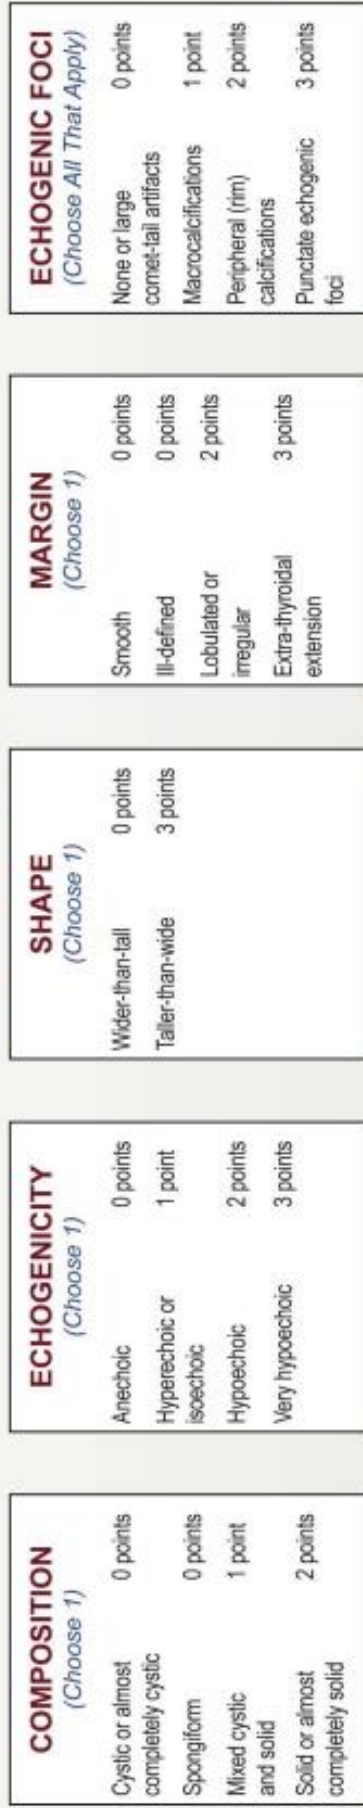 COMPOSITION
(Choose 1)
Cystic or almost
completely cystic 0 points
Spongiform 0 points
Mixed cystic
and solid 1 point
Solid or almost
completely solid 2 points
ECHOGENICITY
(Choose 1)
Anechoic 0 points
Hyperechoic or
isoechoic 1 point
Hypoechoic 2 points
Very hypoechoic 3 points
SHAPE
(Choose 1)
Wider-than-tall 0 points
Taller-than-wide 3 points
MARGIN
(Choose 1)
Smooth 0 points
Ill-defined 0 points
Lobulated or
irregular 2 points
Extra-thyroidal
extension 3 points
ECHOGENIC FOCI
(Choose All That Apply)
None or large
comet-tail artifacts 0 points
Macrocalcifications 1 point
Peripheral (rim)
calcifications 2 points
Punctate echogenic
foci 3 points